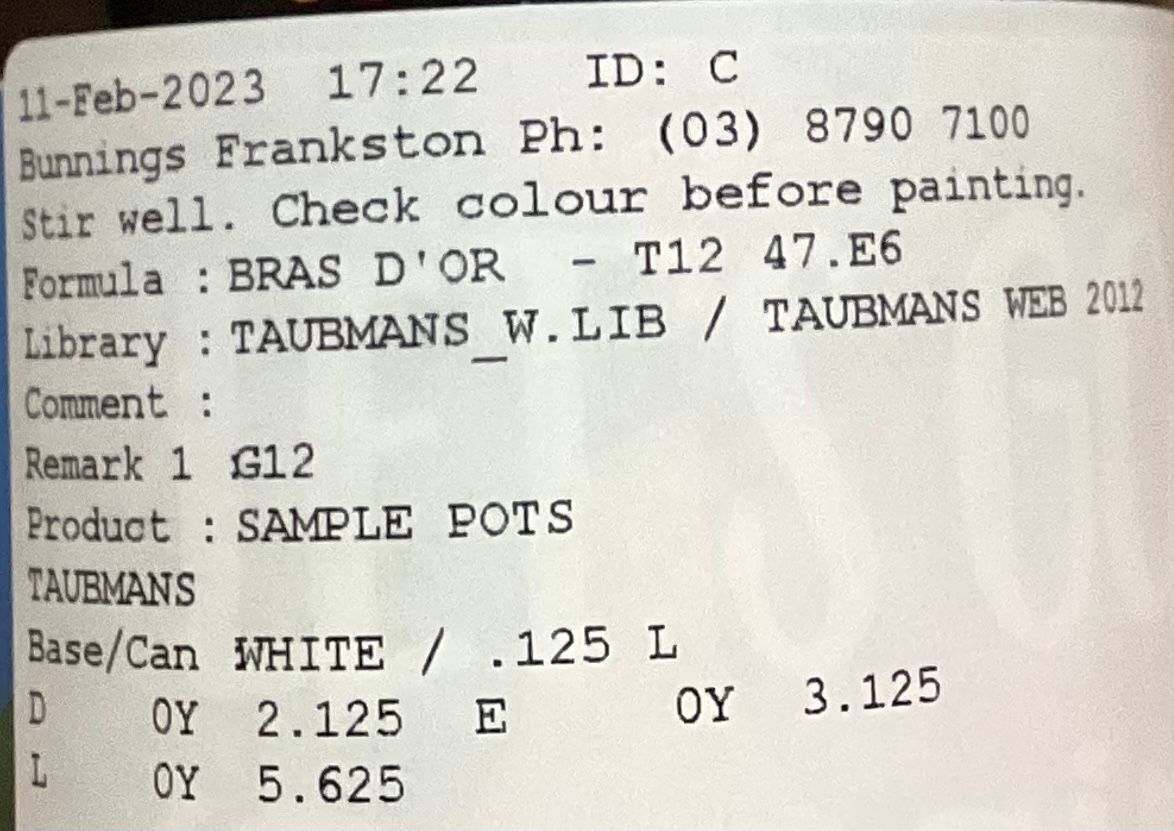 11-Feb-2023 17:22 ID: C
Bunnings Frankston Ph: (03) 8790 7100
Stir well. Check colour before painting.
Formula : BRAS D'OR - T12 47.E6
Library : TAUBMANS_W.LIB / TAUBMANS WEB 2012
Comment :
Remark 1 G12
Product : SAMPLE POTS
TAUBMANS
Base/Can WHITE / .125 L
D 0Y 2.125 E 0Y 3.125
L 0Y 5.625